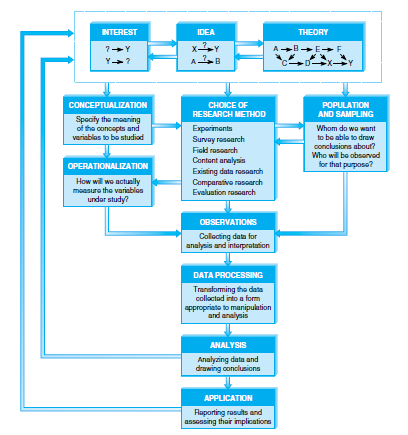 INTEREST
? → Y
Y → ?
IDEA
X →? Y
A →? B
THEORY
A → B → E → F
C → D → X → Y
CONCEPTUALIZATION
Specify the meaning
of the concepts and
variables to be studied
CHOICE OF
RESEARCH METHOD
Experiments
Survey research
Field research
Content analysis
Existing data research
Comparative research
Evaluation research
POPULATION
AND SAMPLING
Whom do we want
to be able to draw
conclusions about?
Who will be observed
for that purpose?
OPERATIONALIZATION
How will we actually
measure the variables
under study?
OBSERVATIONS
Collecting data for
analysis and interpretation
DATA PROCESSING
Transforming the data
collected into a form
appropriate to manipulation
and analysis
ANALYSIS
Analyzing data and
drawing conclusions
APPLICATION
Reporting results and
assessing their implications